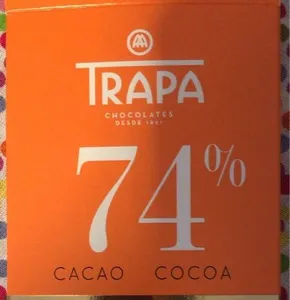 TRAPA
CHOCOLATES
DESDE 1891
74%
CACAO COCOA